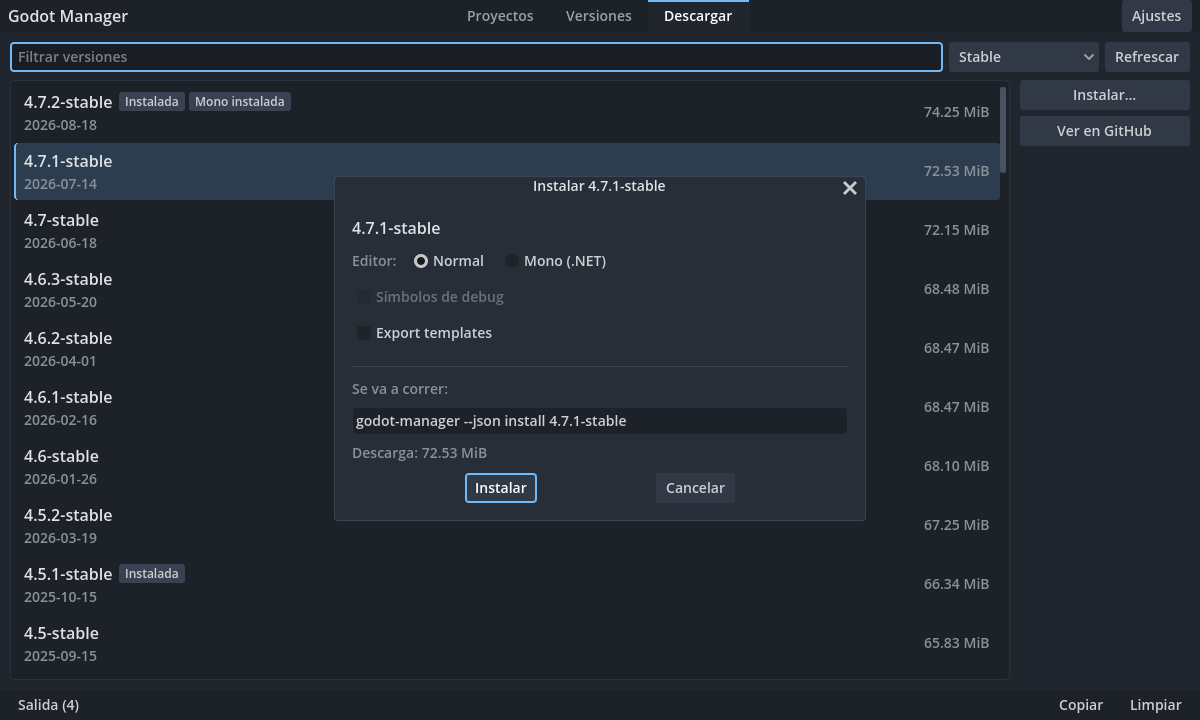 Godot Manager
Proyectos
Versiones
Descargar
Ajustes
Filtrar versiones
Stable
Refrescar
4.7.2-stable Instalada Mono instalada
2026-08-18
74.25 MiB
Instalar...
Ver en GitHub
4.7.1-stable
2026-07-14
72.53 MiB
4.7-stable
2026-06-18
72.15 MiB
4.6.3-stable
2026-05-20
68.48 MiB
4.6.2-stable
2026-04-01
68.47 MiB
4.6.1-stable
2026-02-16
68.47 MiB
4.6-stable
2026-01-26
68.10 MiB
4.5.2-stable
2026-03-19
67.25 MiB
4.5.1-stable Instalada
2025-10-15
66.34 MiB
4.5-stable
2025-09-15
65.83 MiB
Instalar 4.7.1-stable
4.7.1-stable
Editor: Normal Mono (.NET)
Símbolos de debug
Export templates
Se va a correr:
godot-manager --json install 4.7.1-stable
Descarga: 72.53 MiB
Instalar
Cancelar
Salida (4)
Copiar
Limpiar